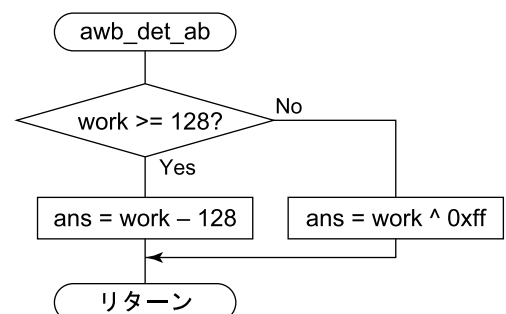 awb_det_ab
work >= 128?
No
Yes
ans = work – 128
ans = work ^ 0xff
リターン